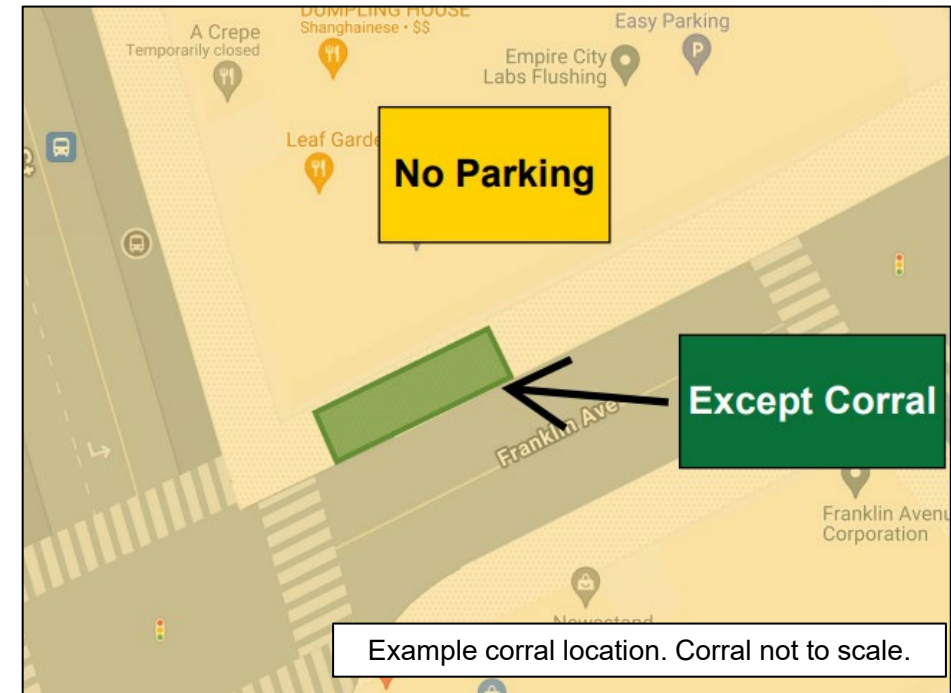 DUMPLING HOUSE
Shanghainese • $$
A Crepe
Temporarily closed
Easy Parking
P
Empire City
Labs Flushing
Leaf Garde
No Parking
Except Corral
Franklin Ave
Franklin Avenu
Corporation
Newsstand
Example corral location. Corral not to scale.